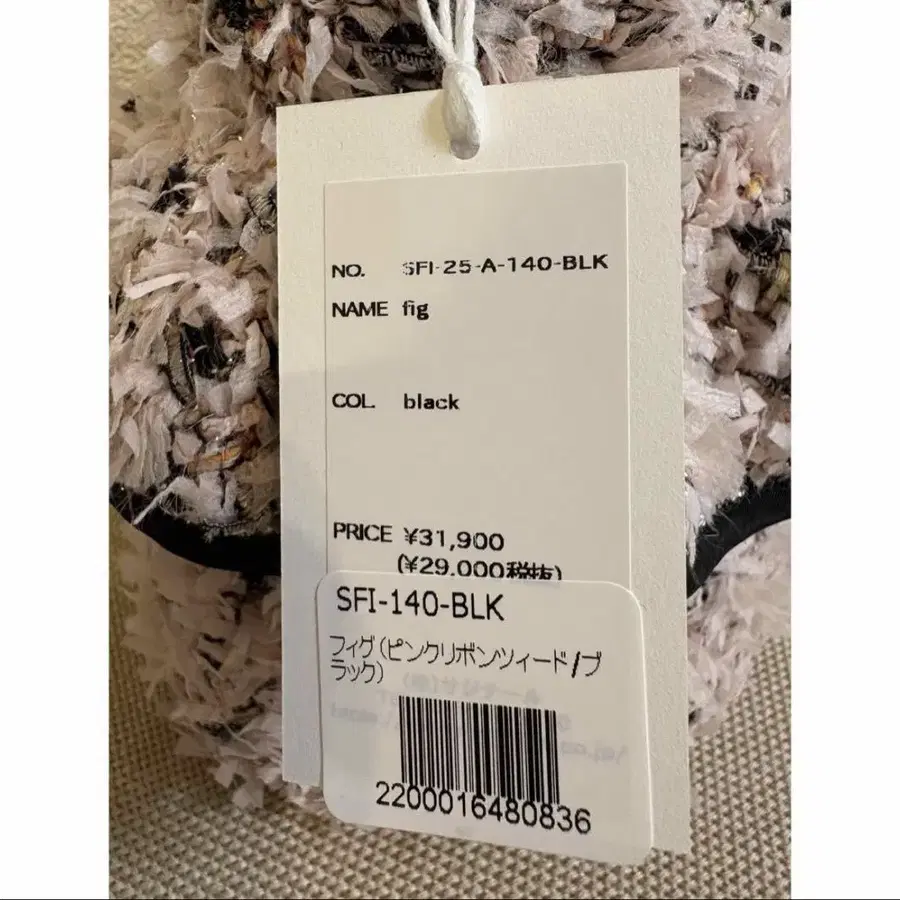 NO. SFI-25-A-140-BLK
NAME fig
COL. black
PRICE ¥31,900
(¥29,000税抜)
SFI-140-BLK
フィグ(ピンクリボンツィード/ブ
ラック)
2200016480836